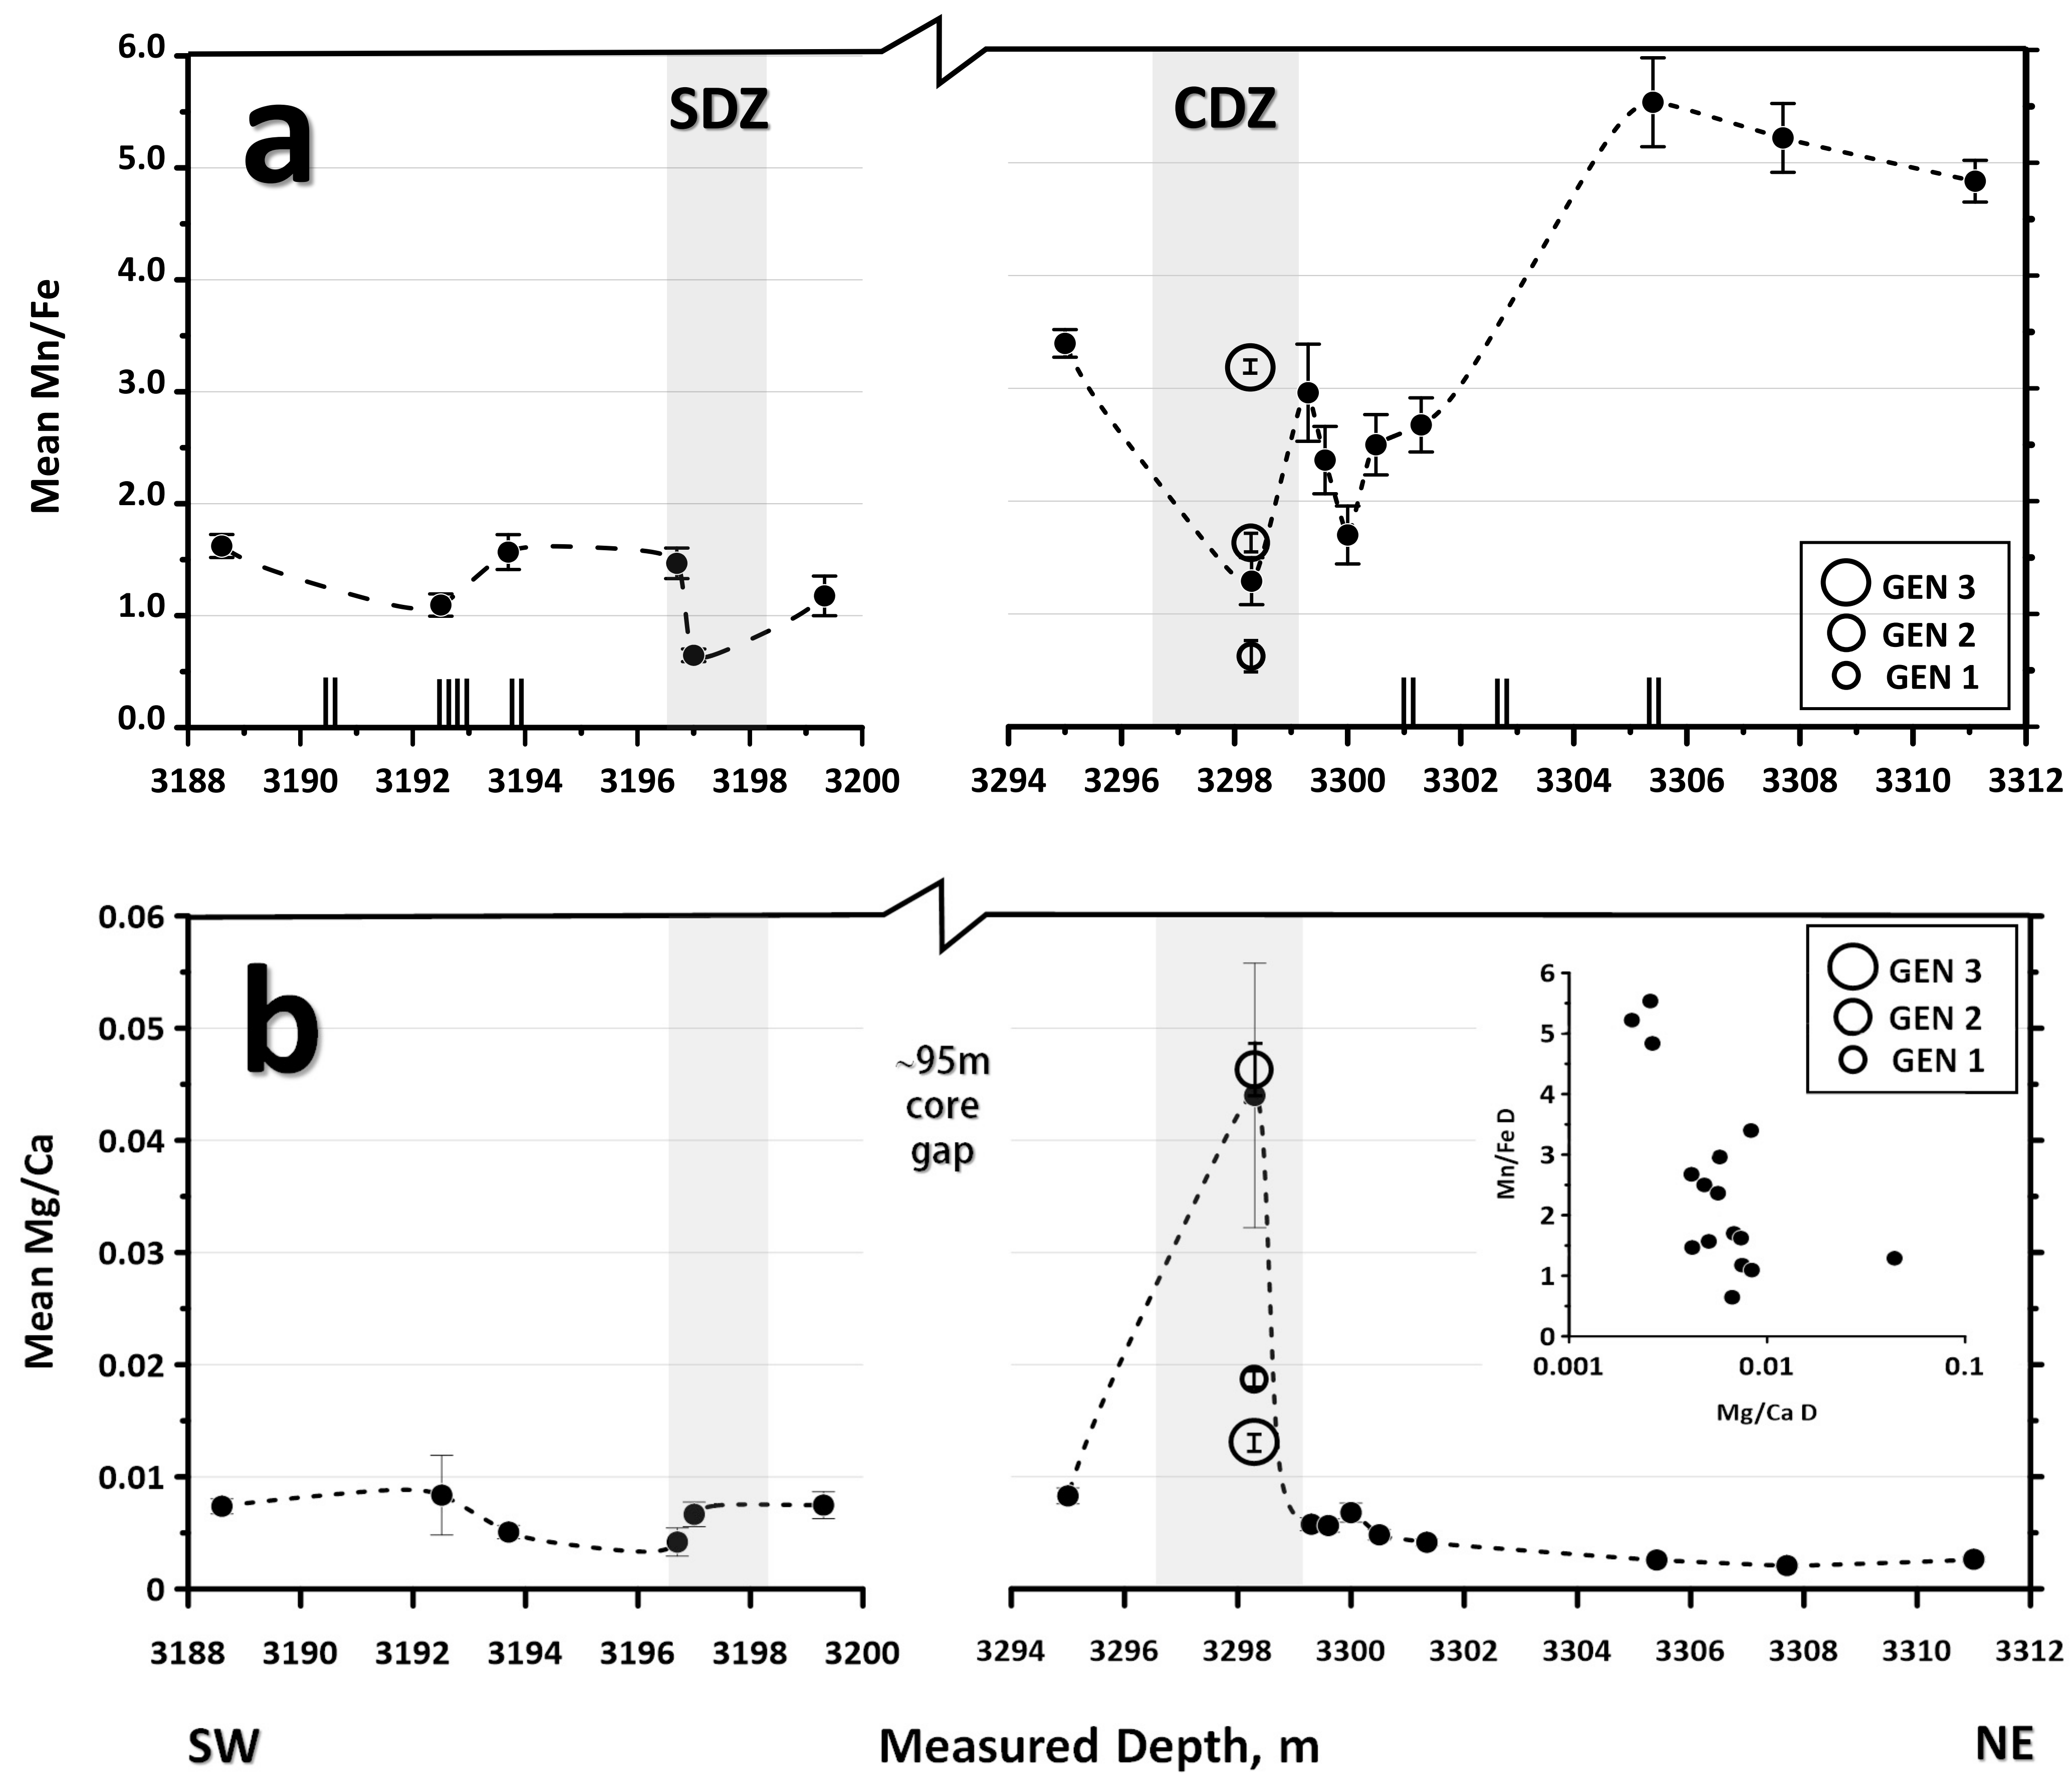 a
SDZ
CDZ
6.0
5.0
4.0
3.0
2.0
1.0
0.0
Mean Mn/Fe
GEN 3
GEN 2
GEN 1
3188 3190 3192 3194 3196 3198 3200 3294 3296 3298 3300 3302 3304 3306 3308 3310 3312
b
0.06
0.05
0.04
0.03
0.02
0.01
0
Mean Mg/Ca
~95m
core
gap
GEN 3
GEN 2
GEN 1
6
5
4
3
2
1
0
Mn/Fe D
0.001 0.01 0.1
Mg/Ca D
3188 3190 3192 3194 3196 3198 3200 3294 3296 3298 3300 3302 3304 3306 3308 3310 3312
SW Measured Depth, m NE